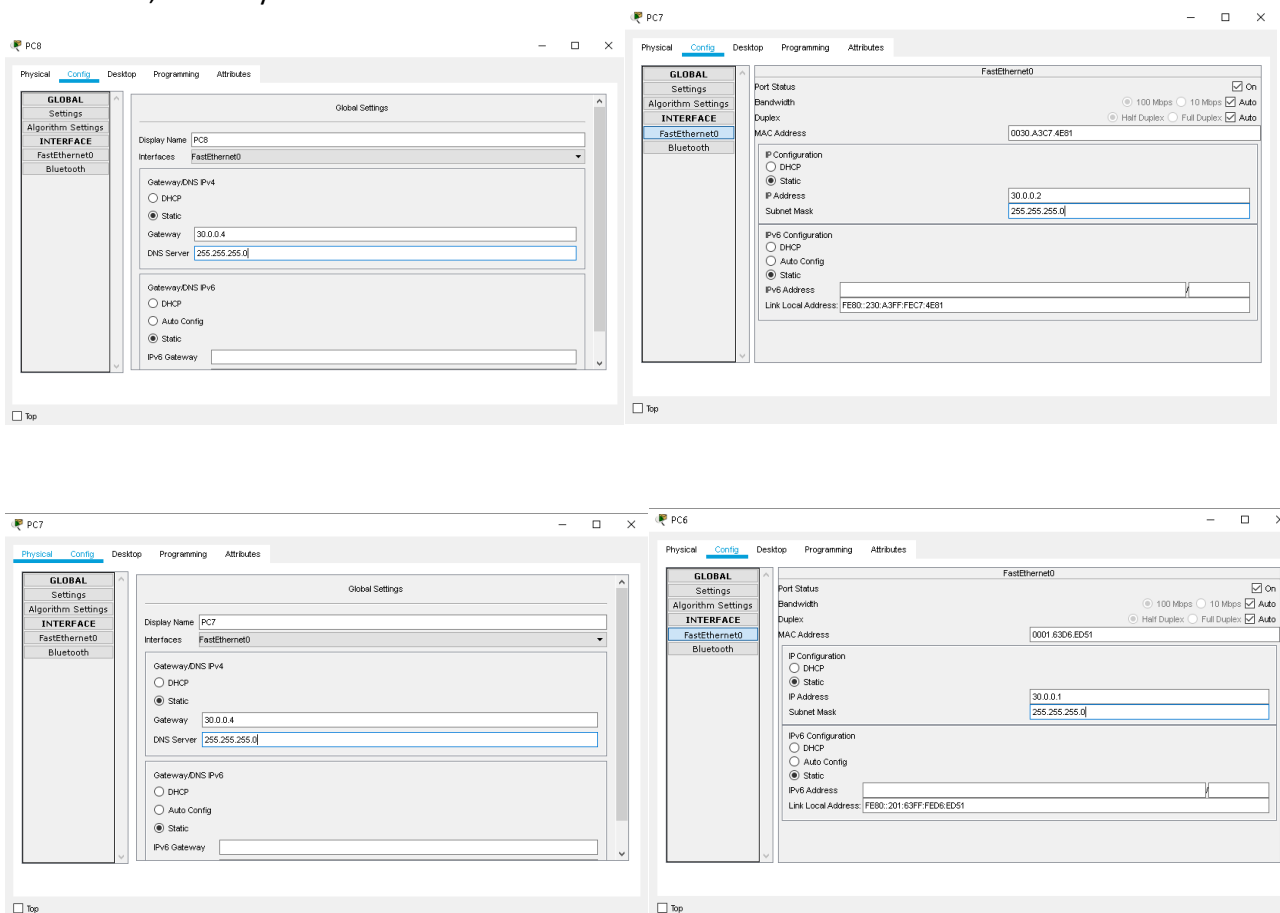 PC8
Physical Config Desktop Programming Attributes
GLOBAL
Settings
Algorithm Settings
INTERFACE
FastEthernet0
Bluetooth
Global Settings
Display Name PC8
Interfaces FastEthernet0
Gateway/DNS IPv4
DHCP
Static
Gateway 30.0.0.4
DNS Server 255.255.255.0
Gateway/DNS IPv6
DHCP
Auto Config
Static
IPv6 Gateway
Top
PC7
Physical Config Desktop Programming Attributes
GLOBAL
Settings
Algorithm Settings
INTERFACE
FastEthernet0
Bluetooth
FastEthernet0
Port Status On
Bandwidth 100 Mbps 10 Mbps Auto
Duplex Half Duplex Full Duplex Auto
MAC Address 0030.A3C7.4E81
IP Configuration
DHCP
Static
IP Address 30.0.0.2
Subnet Mask 255.255.255.0
IPv6 Configuration
DHCP
Auto Config
Static
IPv6 Address /
Link Local Address: FE80::230:A3FF:FEC7:4E81
Top
PC7
Physical Config Desktop Programming Attributes
GLOBAL
Settings
Algorithm Settings
INTERFACE
FastEthernet0
Bluetooth
Global Settings
Display Name PC7
Interfaces FastEthernet0
Gateway/DNS IPv4
DHCP
Static
Gateway 30.0.0.4
DNS Server 255.255.255.0
Gateway/DNS IPv6
DHCP
Auto Config
Static
IPv6 Gateway
Top
PC6
Physical Config Desktop Programming Attributes
GLOBAL
Settings
Algorithm Settings
INTERFACE
FastEthernet0
Bluetooth
FastEthernet0
Port Status On
Bandwidth 100 Mbps 10 Mbps Auto
Duplex Half Duplex Full Duplex Auto
MAC Address 0001.63D6.ED51
IP Configuration
DHCP
Static
IP Address 30.0.0.1
Subnet Mask 255.255.255.0
IPv6 Configuration
DHCP
Auto Config
Static
IPv6 Address /
Link Local Address: FE80::201:63FF:FED6:ED51
Top